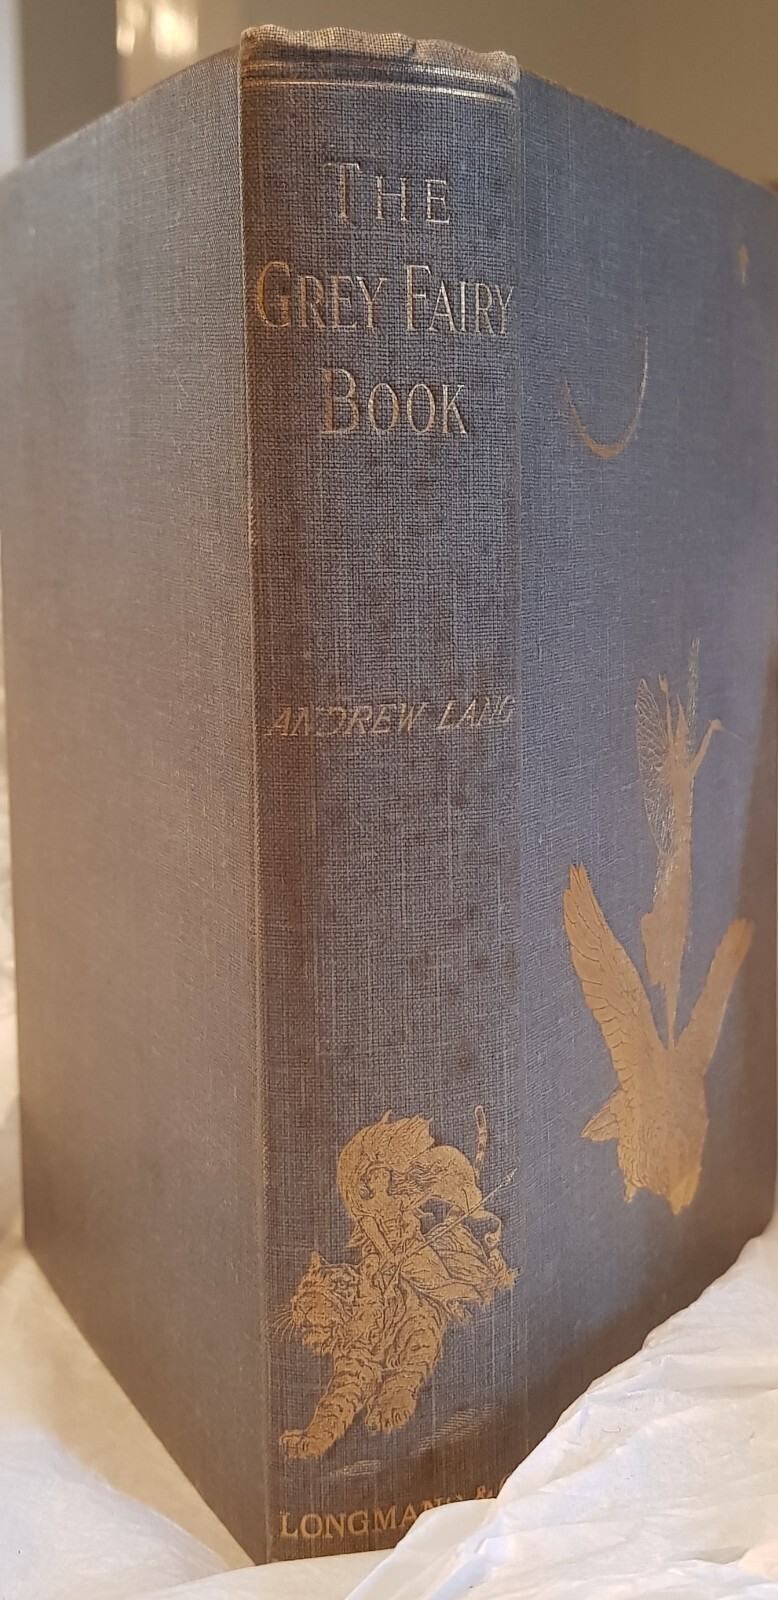 THE
GREY FAIRY
BOOK
ANDREW LANG
LONGMANS &